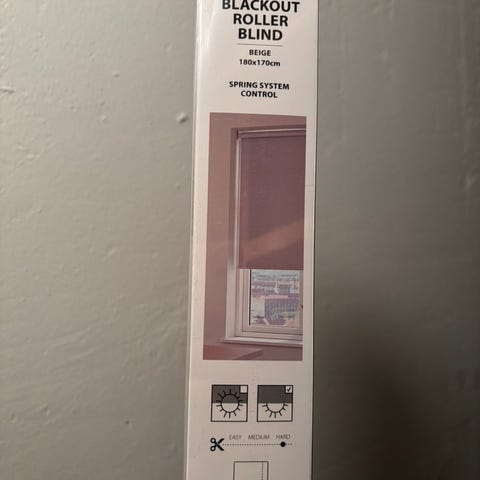 BLACKOUT
ROLLER
BLIND
BEIGE
180x170cm
SPRING SYSTEM
CONTROL
EASY MEDIUM HARD